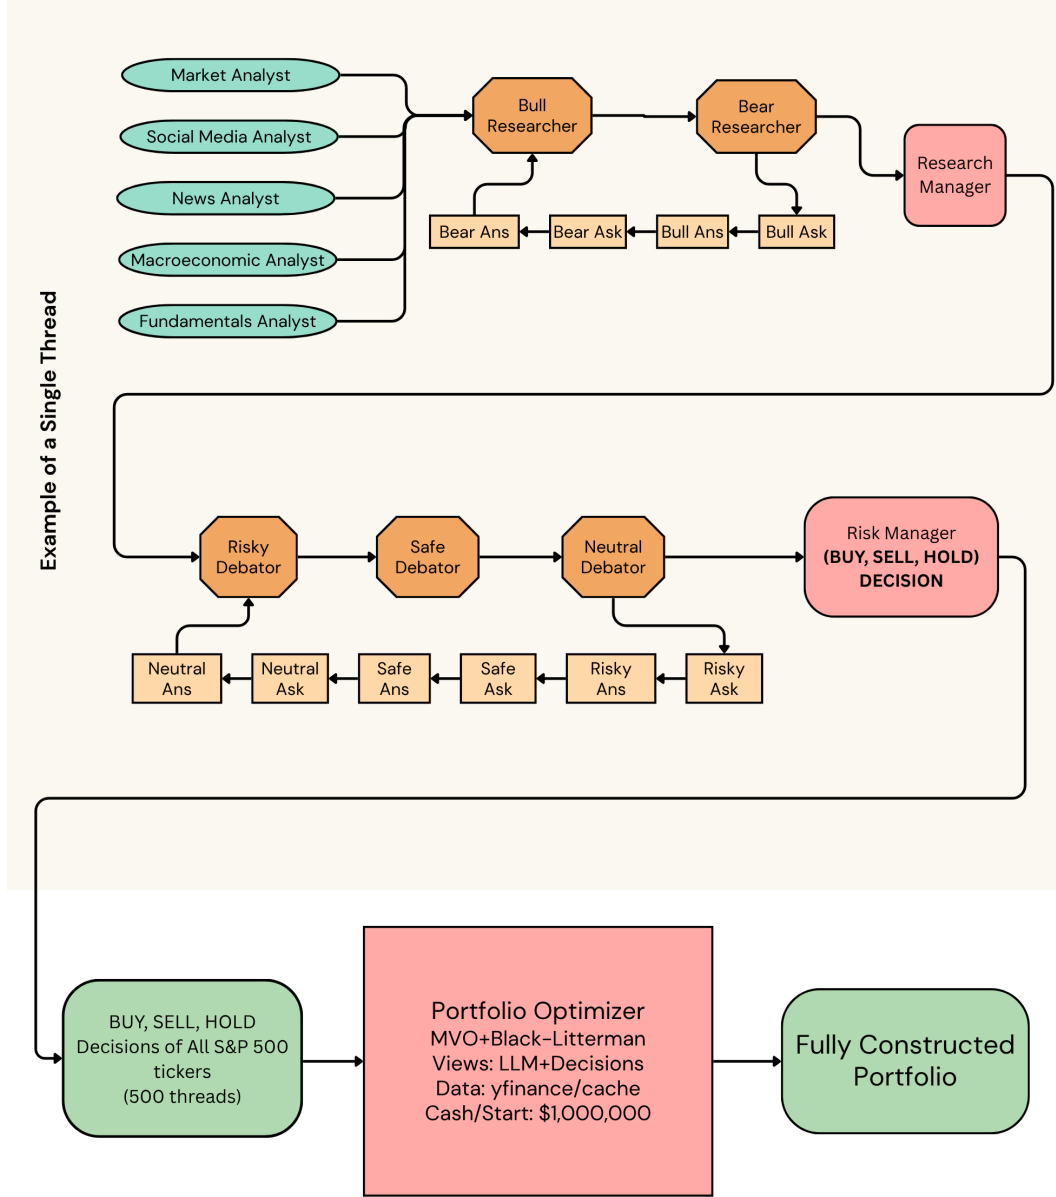 Example of a Single Thread
Market Analyst
Social Media Analyst
News Analyst
Macroeconomic Analyst
Fundamentals Analyst
Bull
Researcher
Bear
Researcher
Research
Manager
Bear Ans
Bear Ask
Bull Ans
Bull Ask
Risky
Debator
Safe
Debator
Neutral
Debator
Risk Manager
(BUY, SELL, HOLD)
DECISION
Neutral
Ans
Neutral
Ask
Safe
Ans
Safe
Ask
Risky
Ans
Risky
Ask
BUY, SELL, HOLD
Decisions of All S&P 500
tickers
(500 threads)
Portfolio Optimizer
MVO+Black-Litterman
Views: LLM+Decisions
Data: yfinance/cache
Cash/Start: $1,000,000
Fully Constructed
Portfolio